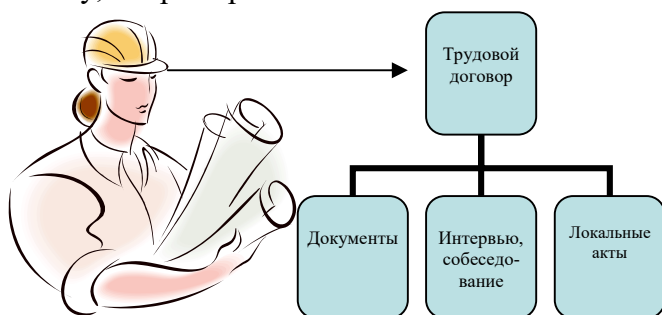 Трудовой
договор
Документы
Интервью,
собеседо-
вание
Локальные
акты